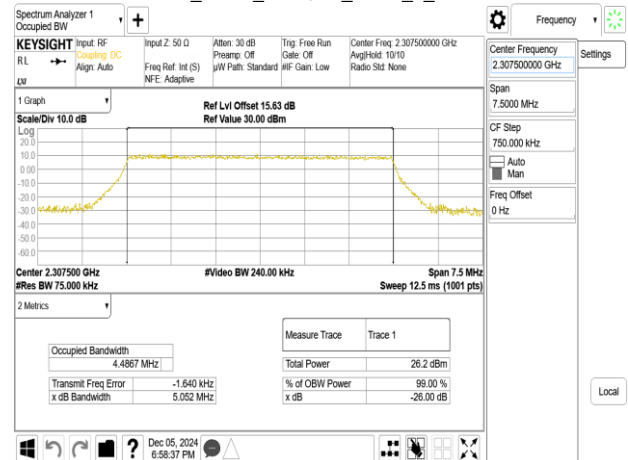 Spectrum Analyzer 1
Occupied BW
Frequency
KEYSIGHT
RL
LXI
Input: RF
Coupling: DC
Align: Auto
Input Z: 50 Ω
Freq Ref: Int (S)
NFE: Adaptive
Atten: 30 dB
Preamp: Off
µW Path: Standard
Trig: Free Run
Gate: Off
#IF Gain: Low
Center Freq: 2.307500000 GHz
Avg|Hold: 10/10
Radio Std: None
Center Frequency
2.307500000 GHz
Settings
Span
7.5000 MHz
CF Step
750.000 kHz
Auto
Man
Freq Offset
0 Hz
Local
1 Graph
Ref Lvl Offset 15.63 dB
Scale/Div 10.0 dB
Ref Value 30.00 dBm
Log
20.0
10.0
0.00
-10.0
-20.0
-30.0
-40.0
-50.0
-60.0
Center 2.307500 GHz
#Video BW 240.00 kHz
Span 7.5 MHz
#Res BW 75.000 kHz
Sweep 12.5 ms (1001 pts)
2 Metrics
Measure Trace
Trace 1
Occupied Bandwidth
4.4867 MHz
Total Power
26.2 dBm
Transmit Freq Error
-1.640 kHz
% of OBW Power
99.00 %
x dB Bandwidth
5.052 MHz
x dB
-26.00 dB
Dec 05, 2024
6:58:37 PM